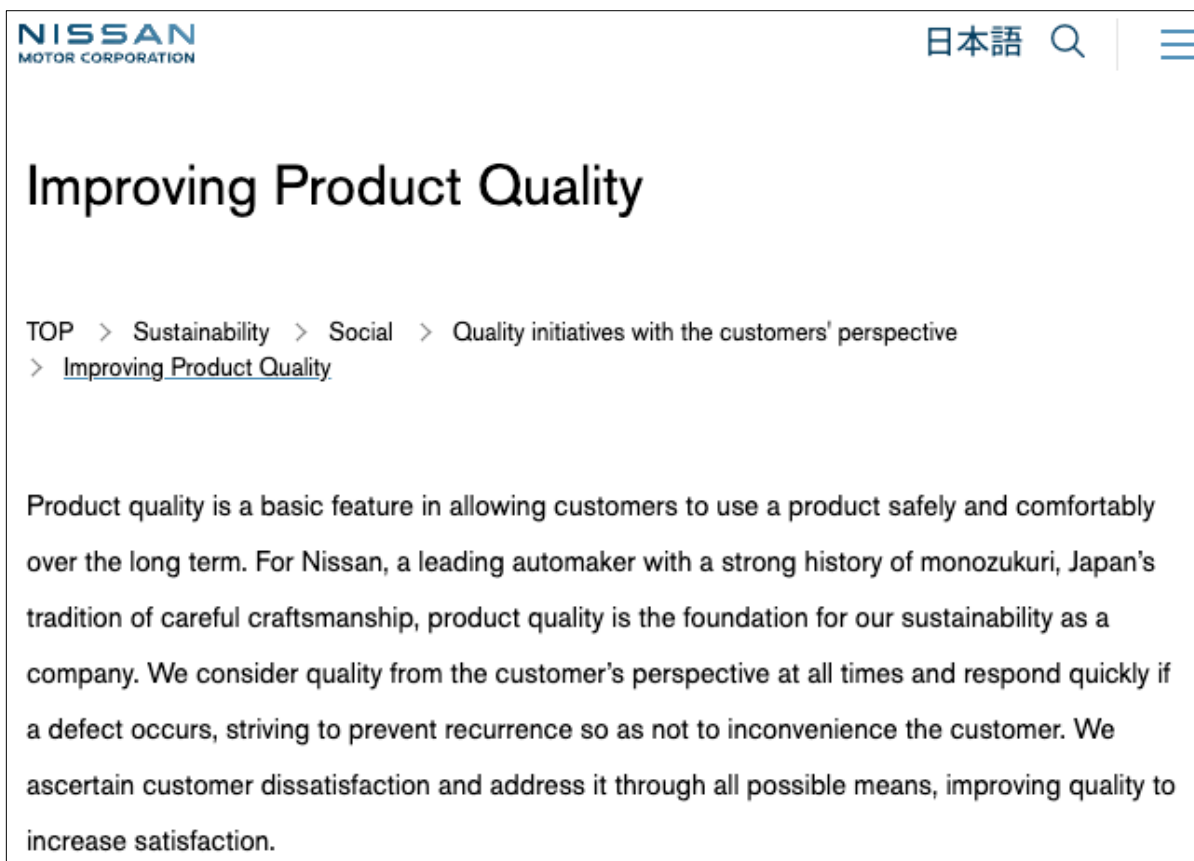 NISSAN
MOTOR CORPORATION
日本語
Improving Product Quality
TOP > Sustainability > Social > Quality initiatives with the customers' perspective
> Improving Product Quality
Product quality is a basic feature in allowing customers to use a product safely and comfortably
over the long term. For Nissan, a leading automaker with a strong history of monozukuri, Japan’s
tradition of careful craftsmanship, product quality is the foundation for our sustainability as a
company. We consider quality from the customer’s perspective at all times and respond quickly if
a defect occurs, striving to prevent recurrence so as not to inconvenience the customer. We
ascertain customer dissatisfaction and address it through all possible means, improving quality to
increase satisfaction.